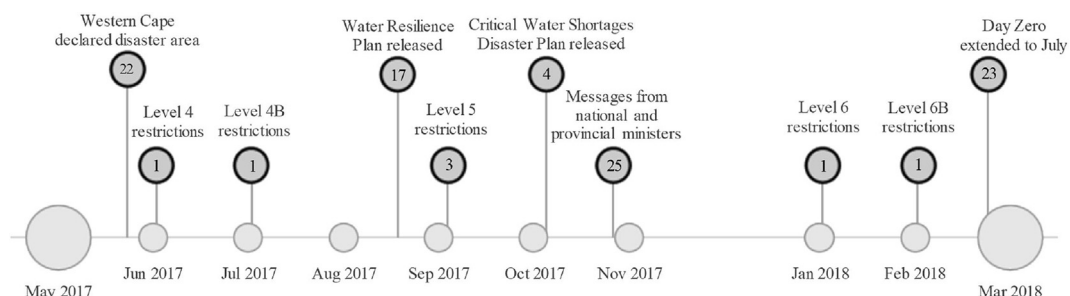 Western Cape
declared disaster area
22
Level 4
restrictions
1
Level 4B
restrictions
1
Water Resilience
Plan released
17
Level 5
restrictions
3
Critical Water Shortages
Disaster Plan released
4
Messages from
national and
provincial ministers
25
Level 6
restrictions
1
Level 6B
restrictions
1
Day Zero
extended to July
23
May 2017
Jun 2017
Jul 2017
Aug 2017
Sep 2017
Oct 2017
Nov 2017
Jan 2018
Feb 2018
Mar 2018